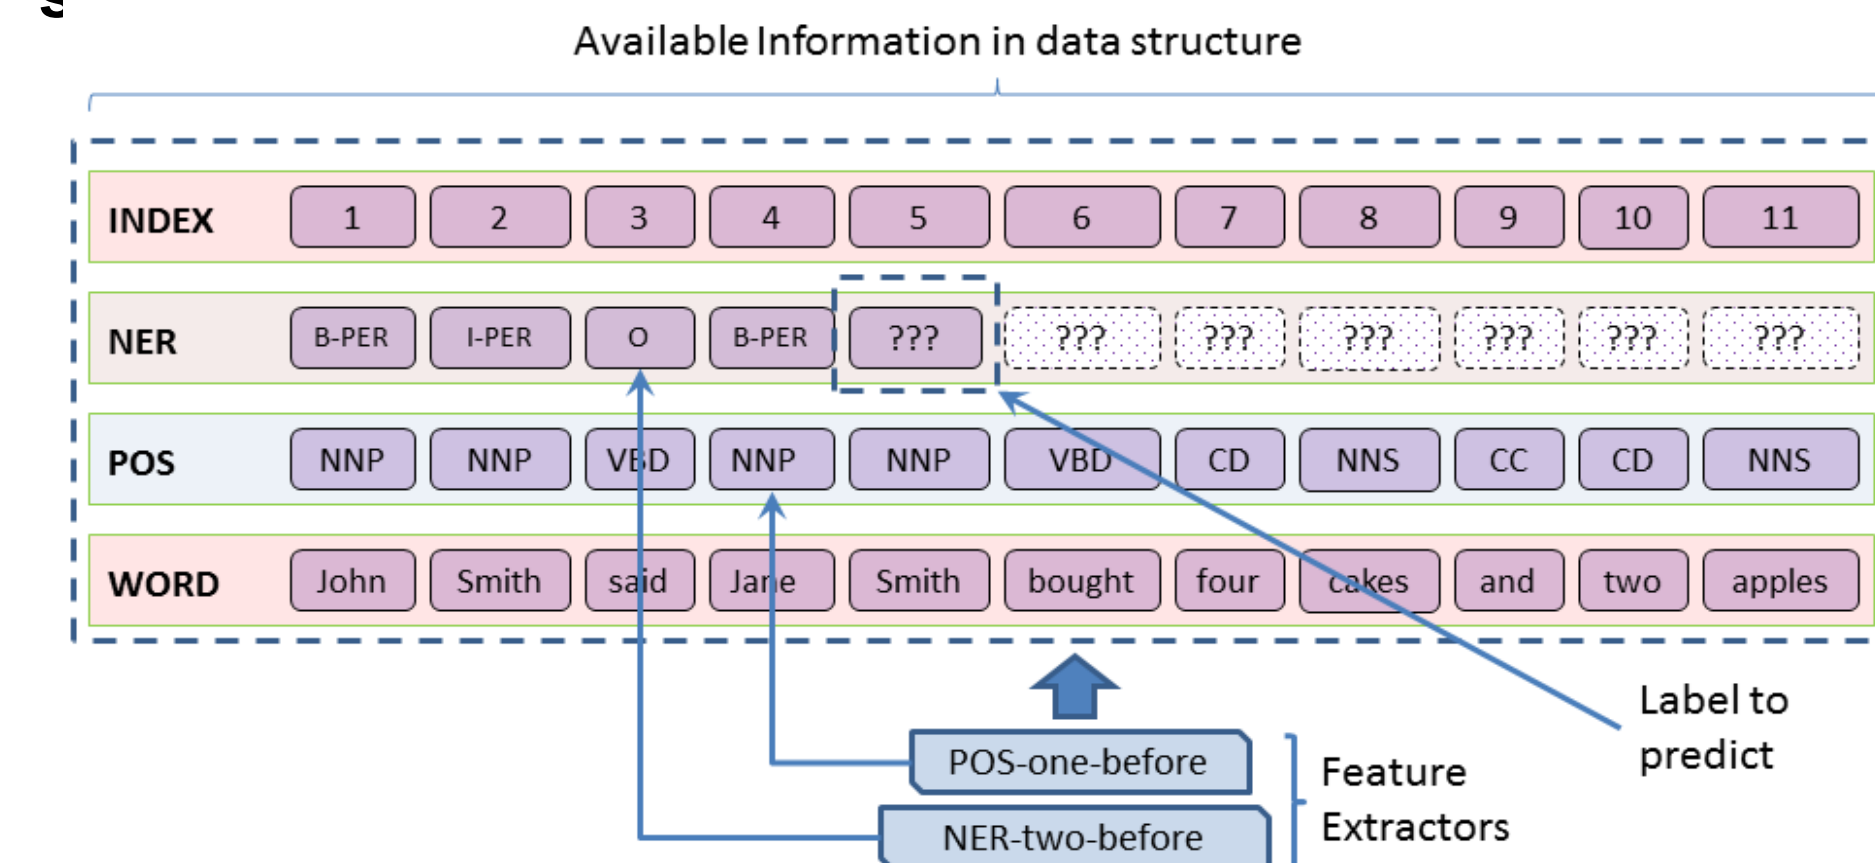 Available Information in data structure
INDEX 1 2 3 4 5 6 7 8 9 10 11
NER B-PER I-PER O B-PER ??? ??? ??? ??? ??? ??? ???
POS NNP NNP VBD NNP NNP VBD CD NNS CC CD NNS
WORD John Smith said Jane Smith bought four cakes and two apples
Label to
predict
POS-one-before
NER-two-before
Feature
Extractors